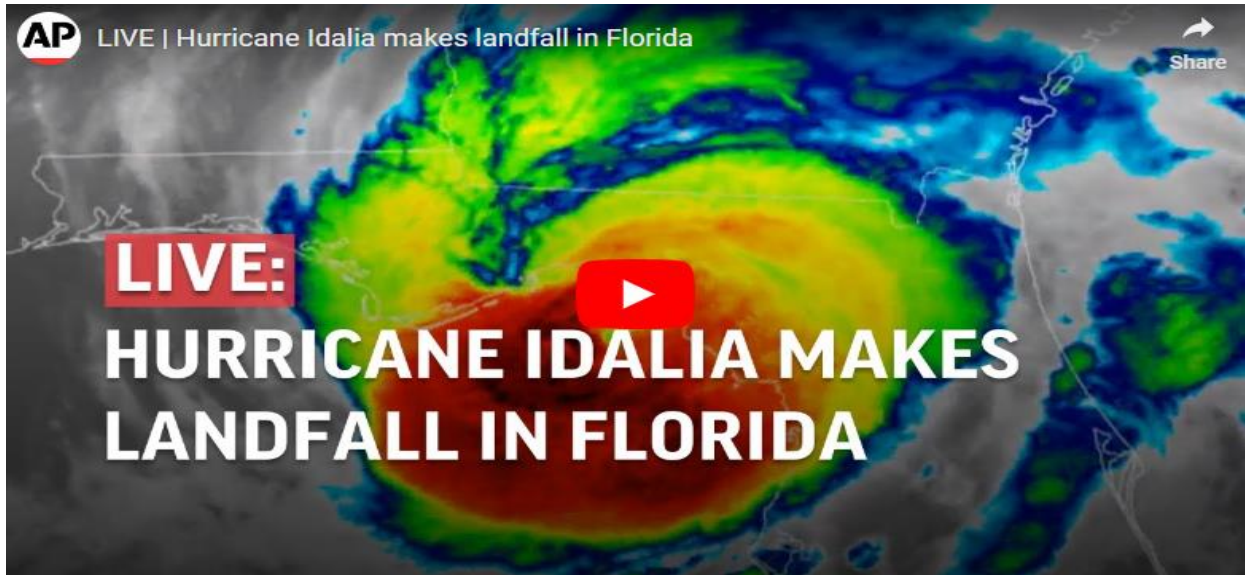 AP LIVE | Hurricane Idalia makes landfall in Florida
Share
LIVE:
HURRICANE IDALIA MAKES
LANDFALL IN FLORIDA